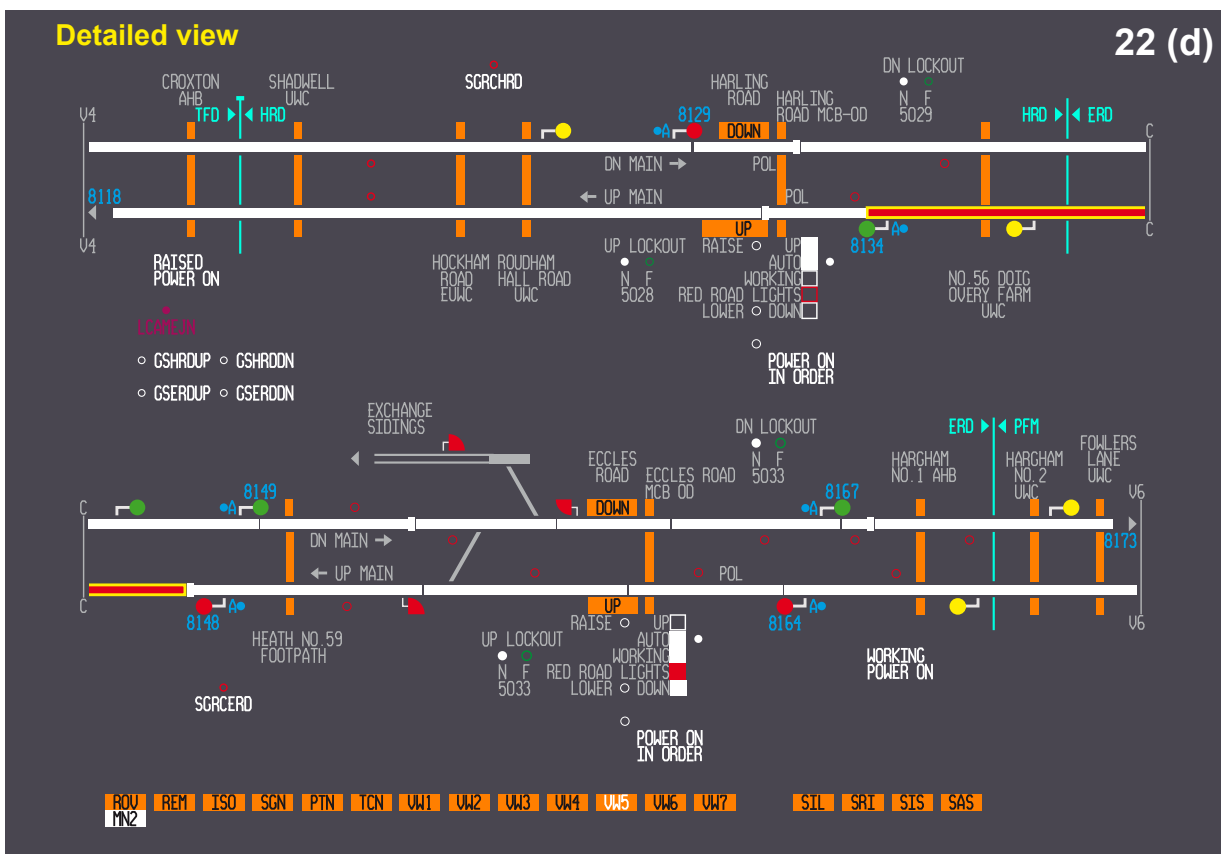 Detailed view
22 (d)
CROXTON
AHB
SHADWELL
UWC
SGRCHRD
HARLING
ROAD
HARLING
ROAD MCB-OD
DN LOCKOUT
N F
5029
V4
TFD
HRD
8129
A
DOWN
HRD
ERD
C
DN MAIN
POL
8118
UP MAIN
POL
V4
UP
8134
A
C
RAISED
POWER ON
HOCKHAM
ROAD
EUWC
ROUDHAM
HALL ROAD
UWC
UP LOCKOUT
N F
5028
RAISE
UP
AUTO
WORKING
RED ROAD LIGHTS
LOWER
DOWN
NO.56 DOIG
OVERY FARM
UWC
LCAMEJN
POWER ON
IN ORDER
GSHRDUP
GSHRDDN
GSERDUP
GSERDDN
EXCHANGE
SIDINGS
DN LOCKOUT
N F
5033
ERD
PFM
ECCLES
ROAD
ECCLES ROAD
MCB OD
HARGHAM
NO.1 AHB
HARGHAM
NO.2
UWC
FOWLERS
LANE
UWC
C
8149
A
DOWN
8167
A
V6
DN MAIN
8173
UP MAIN
POL
C
8148
A
UP
8164
A
V6
HEATH NO.59
FOOTPATH
UP LOCKOUT
N F
5033
RAISE
UP
AUTO
WORKING
RED ROAD LIGHTS
LOWER
DOWN
WORKING
POWER ON
SGRCERD
POWER ON
IN ORDER
ROV
REM
ISO
SGN
PTN
TCN
VW1
VW2
VW3
VW4
VW5
VW6
VW7
SIL
SRI
SIS
SAS
MN2